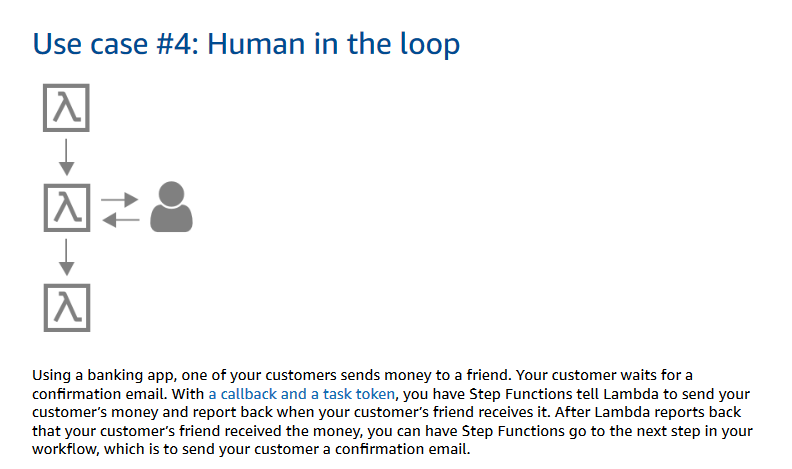 Use case #4: Human in the loop
λ
λ
λ
Using a banking app, one of your customers sends money to a friend. Your customer waits for a
confirmation email. With a callback and a task token, you have Step Functions tell Lambda to send your
customer’s money and report back when your customer’s friend receives it. After Lambda reports back
that your customer’s friend received the money, you can have Step Functions go to the next step in your
workflow, which is to send your customer a confirmation email.